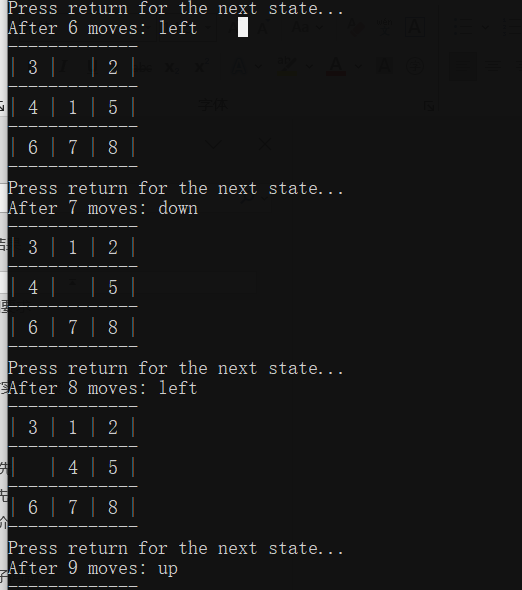 Press return for the next state...
After 6 moves: left
-------------
| 3 |   | 2 |
-------------
| 4 | 1 | 5 |
-------------
| 6 | 7 | 8 |
-------------
Press return for the next state...
After 7 moves: down
-------------
| 3 | 1 | 2 |
-------------
| 4 |   | 5 |
-------------
| 6 | 7 | 8 |
-------------
Press return for the next state...
After 8 moves: left
-------------
| 3 | 1 | 2 |
-------------
|   | 4 | 5 |
-------------
| 6 | 7 | 8 |
-------------
Press return for the next state...
After 9 moves: up
-------------